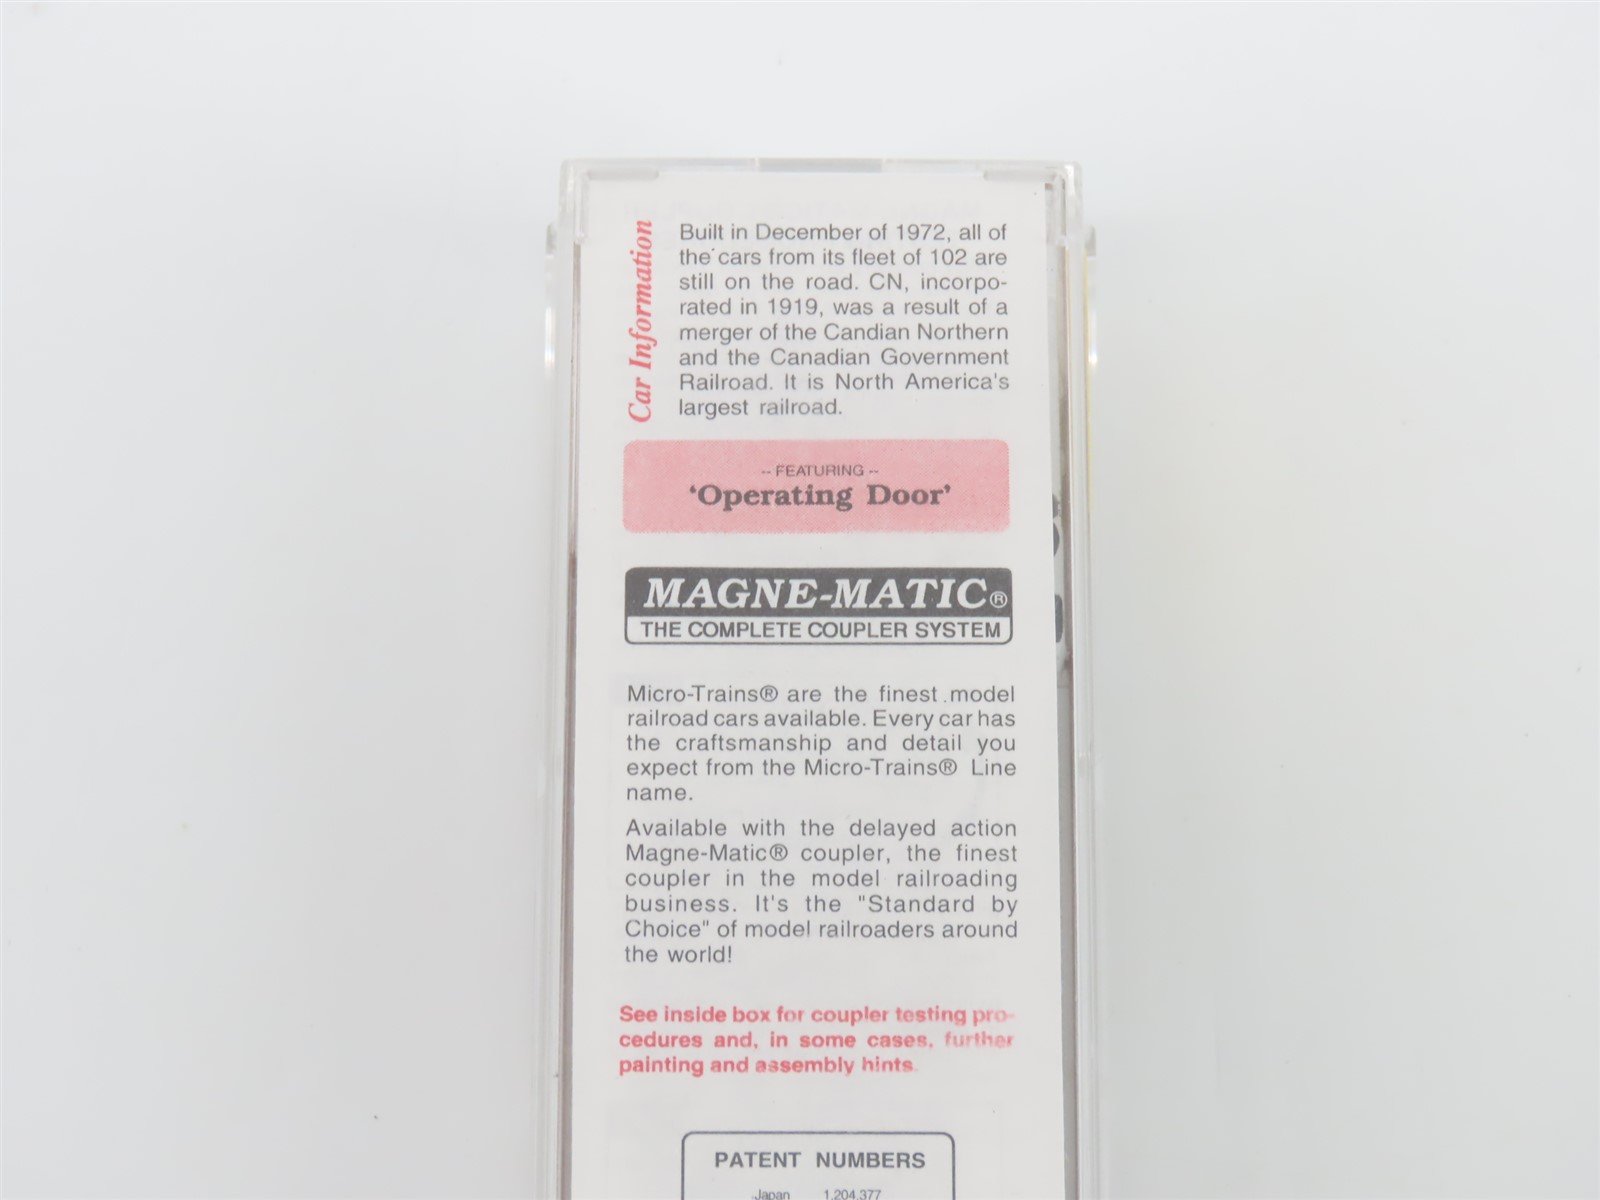 Car Information
Built in December of 1972, all of
the cars from its fleet of 102 are
still on the road. CN, incorpo-
rated in 1919, was a result of a
merger of the Candian Northern
and the Canadian Government
Railroad. It is North America's
largest railroad.
-- FEATURING --
‘Operating Door’
MAGNE-MATIC®
THE COMPLETE COUPLER SYSTEM
Micro-Trains® are the finest model
railroad cars available. Every car has
the craftsmanship and detail you
expect from the Micro-Trains® Line
name.
Available with the delayed action
Magne-Matic® coupler, the finest
coupler in the model railroading
business. It's the "Standard by
Choice" of model railroaders around
the world!
See inside box for coupler testing pro-
cedures and, in some cases, further
painting and assembly hints.
PATENT NUMBERS
Japan 1,204,377